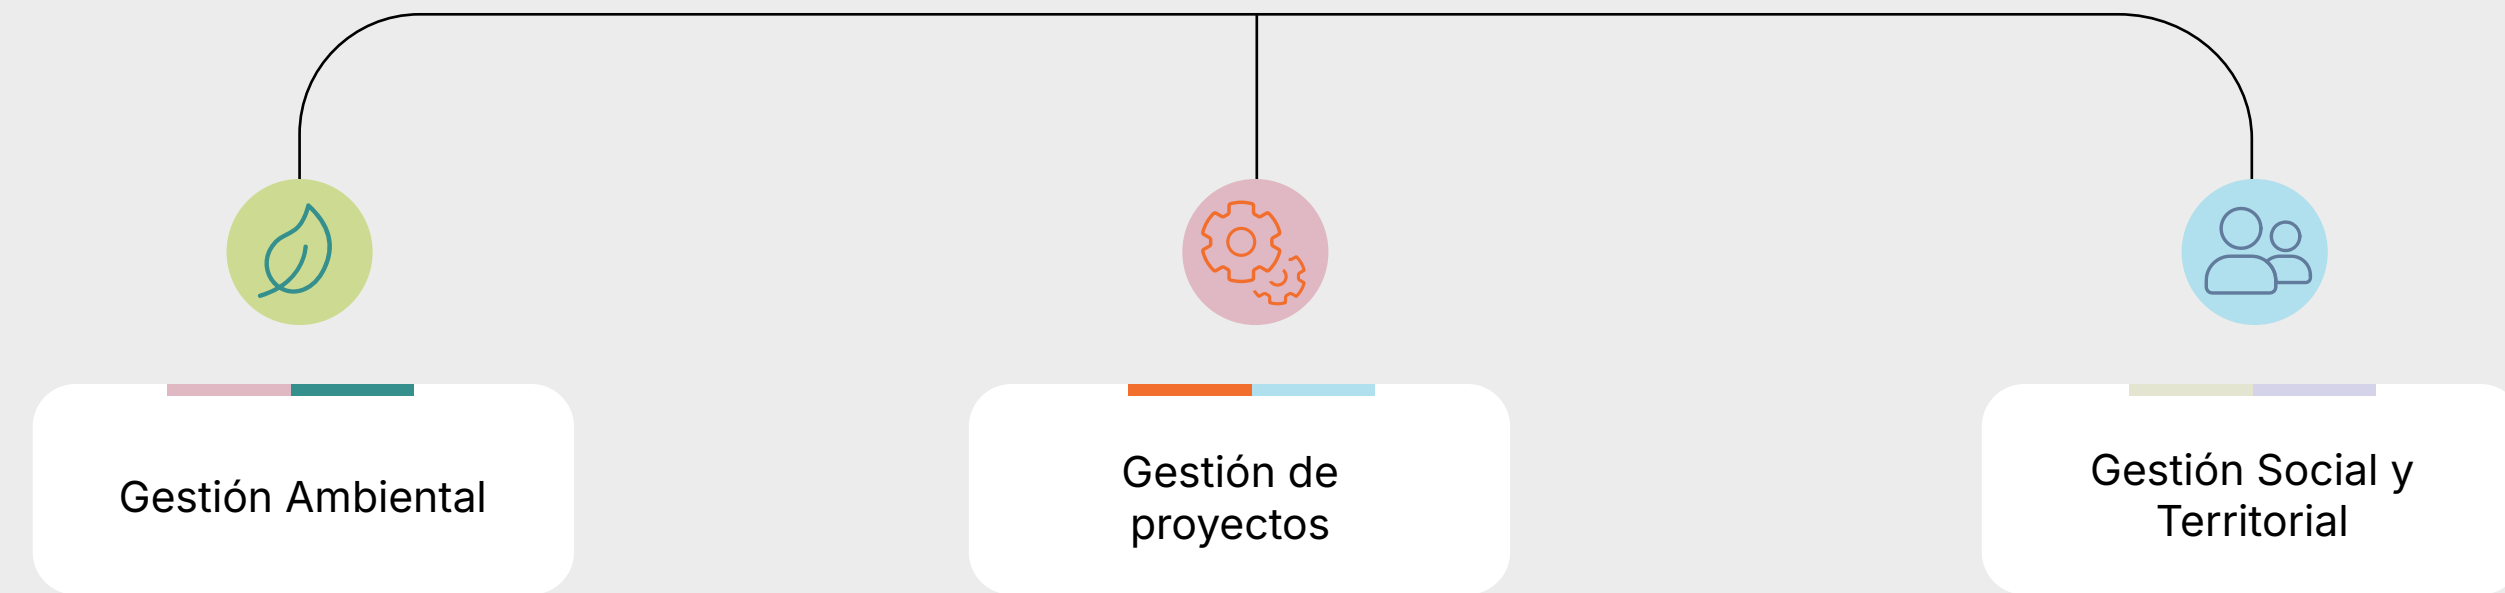 Gestión Ambiental
Gestión de
proyectos
Gestión Social y
Territorial